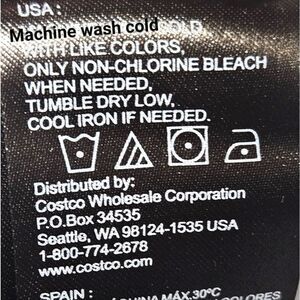 USA :
Machine wash cold
WITH LIKE COLORS,
ONLY NON-CHLORINE BLEACH
WHEN NEEDED,
TUMBLE DRY LOW,
COOL IRON IF NEEDED.
Distributed by:
Costco Wholesale Corporation
P.O.Box 34535
Seattle, WA 98124-1535 USA
1-800-774-2678
www.costco.com
SPAIN :
MÁX.30ºC
COLORES